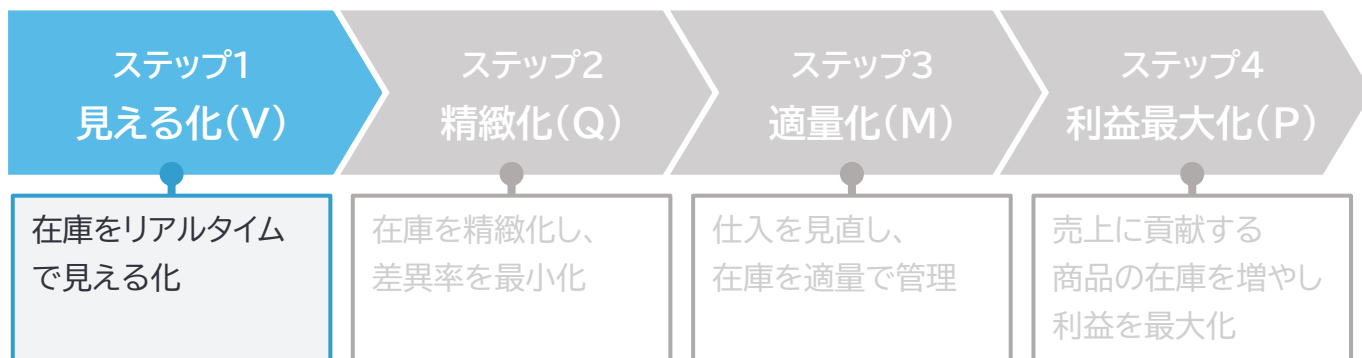 ステップ1
見える化(V)
ステップ2
精緻化(Q)
ステップ3
適量化(M)
ステップ4
利益最大化(P)
在庫をリアルタイム
で見える化
在庫を精緻化し、
差異率を最小化
仕入を見直し、
在庫を適量で管理
売上に貢献する
商品の在庫を増やし
利益を最大化